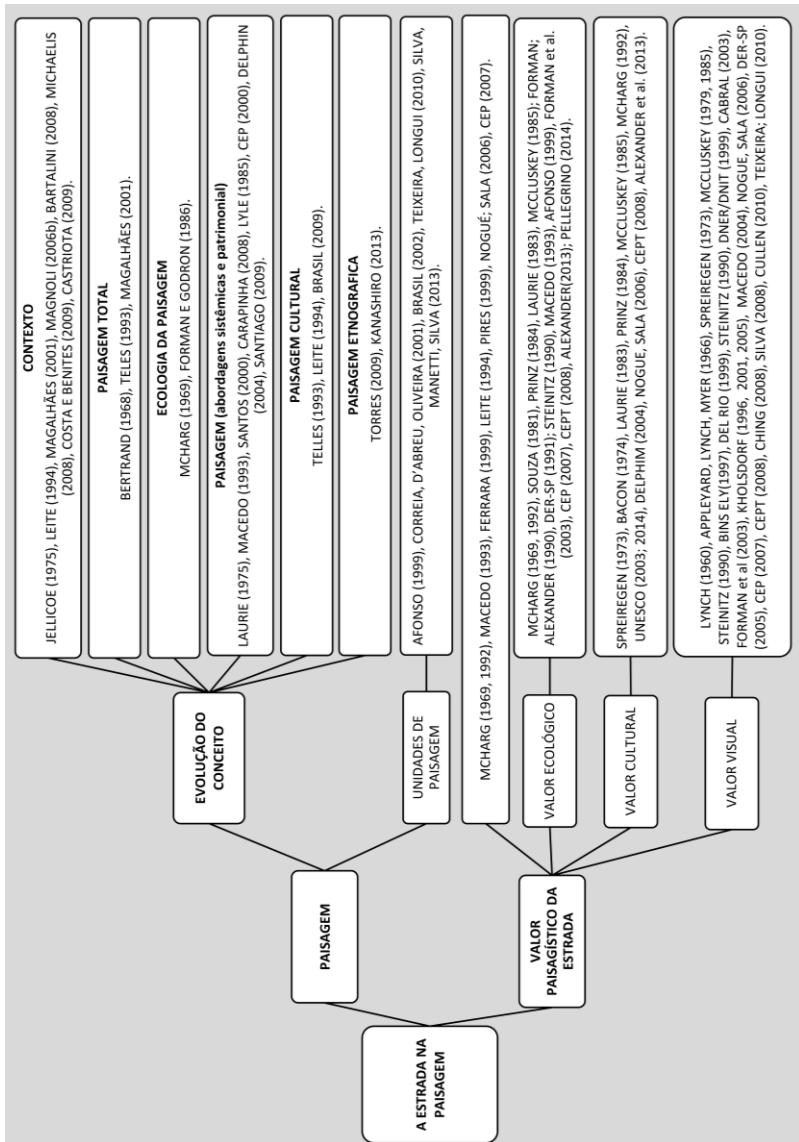 A ESTRADA NA
PAISAGEM
PAISAGEM
EVOLUÇÃO DO
CONCEITO
CONTEXTO
JELLICOE (1975), LEITE (1994), MAGALHÃES (2001), MAGNOLI (2006b), BARTALINI (2008), MICHAELIS
(2008), COSTA E BENITES (2009), CASTRIOTA (2009).
PAISAGEM TOTAL
BERTRAND (1968), TELES (1993), MAGALHÃES (2001).
ECOLOGIA DA PAISAGEM
MCHARG (1969), FORMAN E GODRON (1986).
PAISAGEM (abordagens sistêmicas e patrimonial)
LAURIE (1975), MACEDO (1993), SANTOS (2000), CARAPINHA (2008), LYLE (1985), CEP (2000), DELPHIN
(2004), SANTIAGO (2009).
PAISAGEM CULTURAL
TELLES (1993), LEITE (1994), BRASIL (2009).
PAISAGEM ETNOGRAFICA
TORRES (2009), KANASHIRO (2013).
UNIDADES DE
PAISAGEM
AFONSO (1999), CORREIA, D'ABREU, OLIVEIRA (2001), BRASIL (2002), TEIXEIRA, LONGUI (2010), SILVA,
MANETTI, SILVA (2013).
VALOR
PAISAGÍSTICO DA
ESTRADA
MCHARG (1969, 1992), MACEDO (1993), FERRARA (1999), LEITE (1994), PIRES (1999), NOGUÉ; SALA (2006), CEP (2007).
VALOR ECOLÓGICO
MCHARG (1969, 1992), SOUZA (1981), PRINZ (1984), LAURIE (1983), MCCLUSKEY (1985); FORMAN;
ALEXANDER (1990), DER-SP (1991); STEINITZ (1990), MACEDO (1993), AFONSO (1999), FORMAN et al.
(2003), CEP (2007), CEPT (2008), ALEXANDER(2013); PELLEGRINO (2014).
VALOR CULTURAL
SPREIREGEN (1973), BACON (1974), LAURIE (1983), PRINZ (1984), MCCLUSKEY (1985), MCHARG (1992),
UNESCO (2003; 2014), DELPHIM (2004), NOGUE, SALA (2006), CEPT (2008), ALEXANDER et al. (2013).
VALOR VISUAL
LYNCH (1960), APPLEYARD, LYNCH, MYER (1966), SPREIREGEN (1973), MCCLUSKEY (1979, 1985),
STEINITZ (1990), BINS ELY(1997), DEL RIO (1999), STEINITZ (1990), DNER/DNIT (1999), CABRAL (2003),
FORMAN et al (2003), KHOLSDORF (1996, 2001, 2005), MACEDO (2004), NOGUE, SALA (2006), DER-SP
(2005), CEP (2007), CEPT (2008), CHING (2008), SILVA (2008), CULLEN (2010), TEIXEIRA; LONGUI (2010).